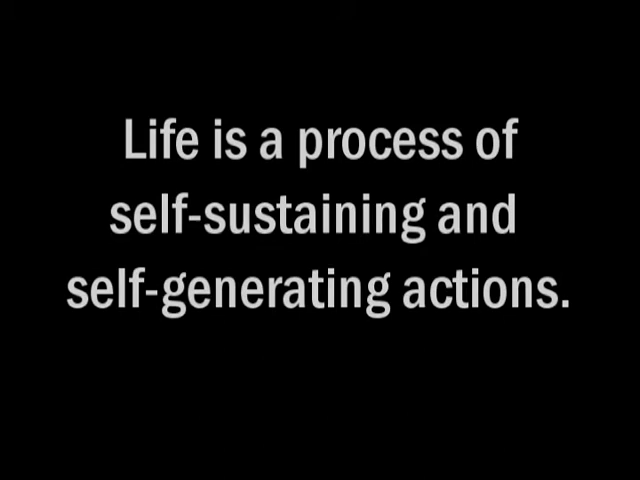 Life is a process of
self-sustaining and
self-generating actions.